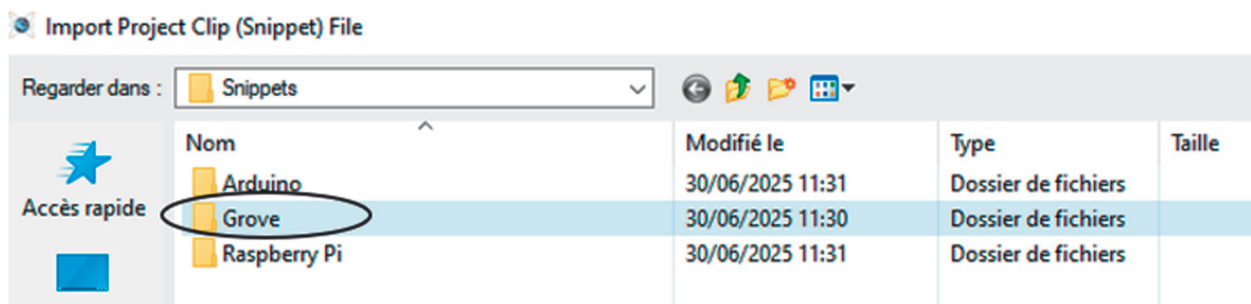 Import Project Clip (Snippet) File
Regarder dans : Snippets
Nom Modifié le Type Taille
Arduino 30/06/2025 11:31 Dossier de fichiers
Accès rapide
Grove 30/06/2025 11:30 Dossier de fichiers
Raspberry Pi 30/06/2025 11:31 Dossier de fichiers